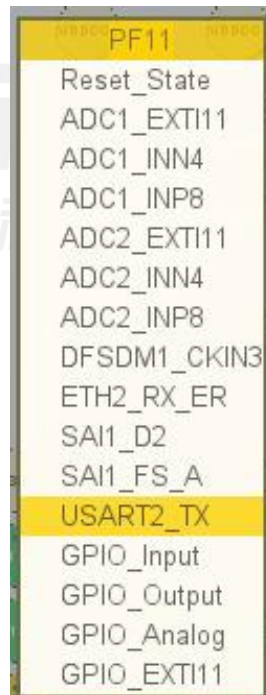 PF11
Reset_State
ADC1_EXTI11
ADC1_INN4
ADC1_INP8
ADC2_EXTI11
ADC2_INN4
ADC2_INP8
DFSDM1_CKIN3
ETH2_RX_ER
SAI1_D2
SAI1_FS_A
USART2_TX
GPIO_Input
GPIO_Output
GPIO_Analog
GPIO_EXTI11